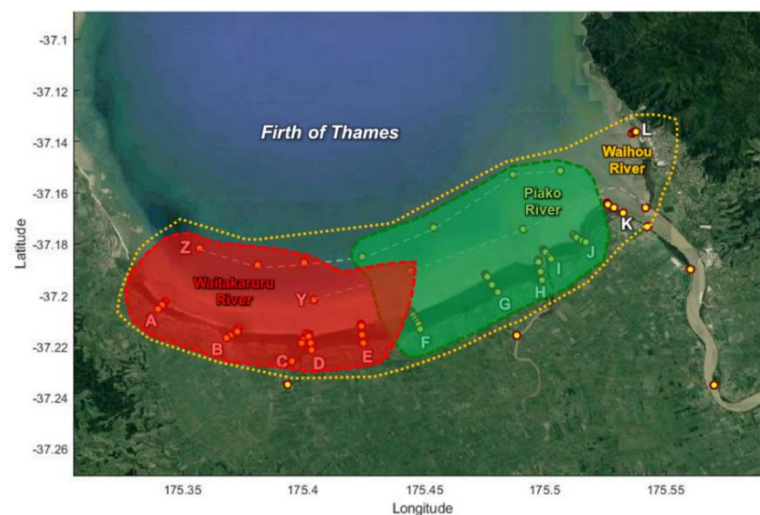 -37.1
-37.12
-37.14
-37.16
-37.18
-37.2
-37.22
-37.24
-37.26
Latitude
Firth of Thames
L
Waihou
River
Piako
River
K
Z
J
I
Waitakaruru
River
Y
H
G
A
B
F
E
C
D
175.35
175.4
175.45
175.5
175.55
Longitude